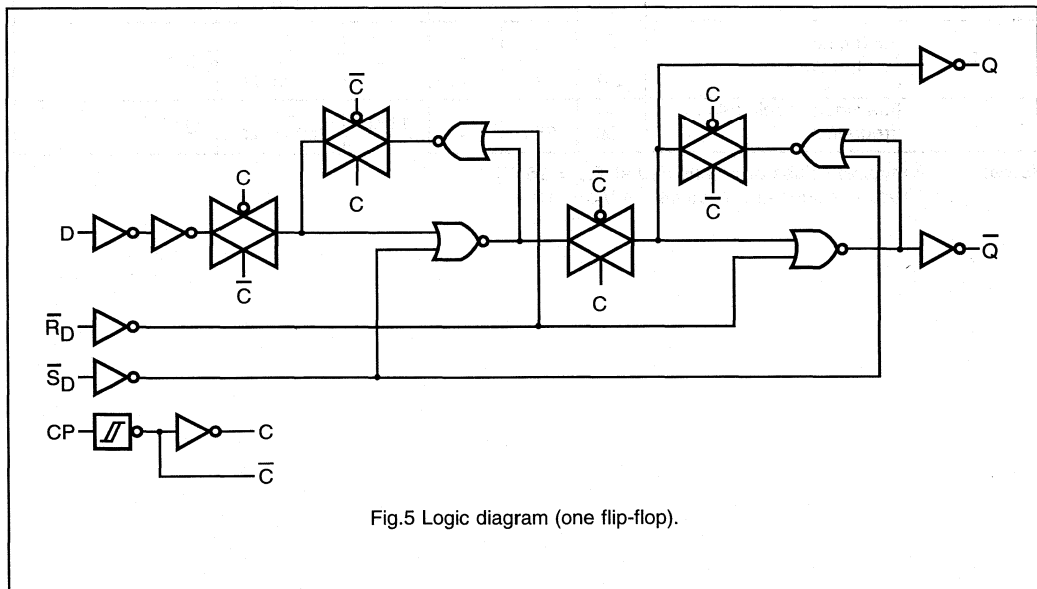 C̅
Q
C
C
C
D
C̅
C̅
C̅
Q̅
C
R̅D
S̅D
CP
C
C̅
Fig.5 Logic diagram (one flip-flop).